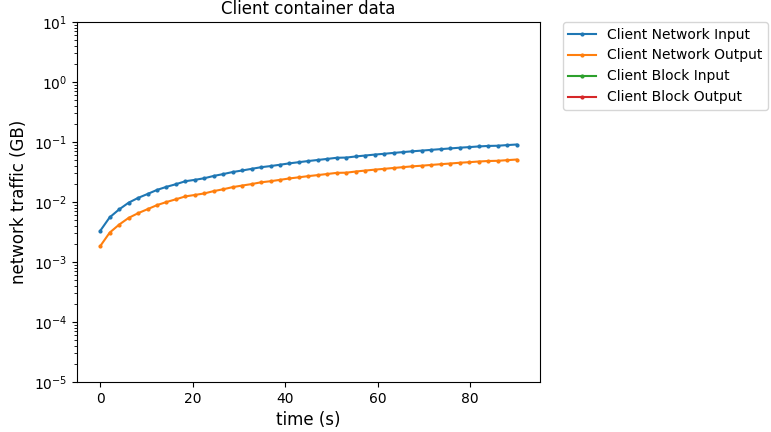 Client container data
10¹
10⁰
10⁻¹
10⁻²
10⁻³
10⁻⁴
10⁻⁵
network traffic (GB)
0 20 40 60 80
time (s)
Client Network Input
Client Network Output
Client Block Input
Client Block Output